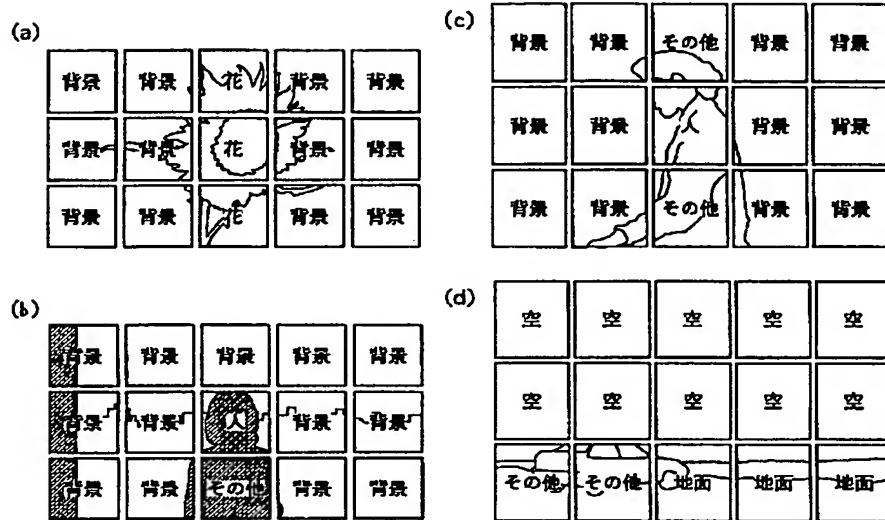 (a)
背景 背景 花 背景 背景
背景 背景 花 背景 背景
背景 背景 花 背景 背景
(b)
背景 背景 背景 背景 背景
背景 背景 人 背景 背景
背景 背景 その他 背景 背景
(c)
背景 背景 その他 背景 背景
背景 背景 人 背景 背景
背景 背景 その他 背景 背景
(d)
空 空 空 空 空
空 空 空 空 空
その他 その他 地面 地面 地面